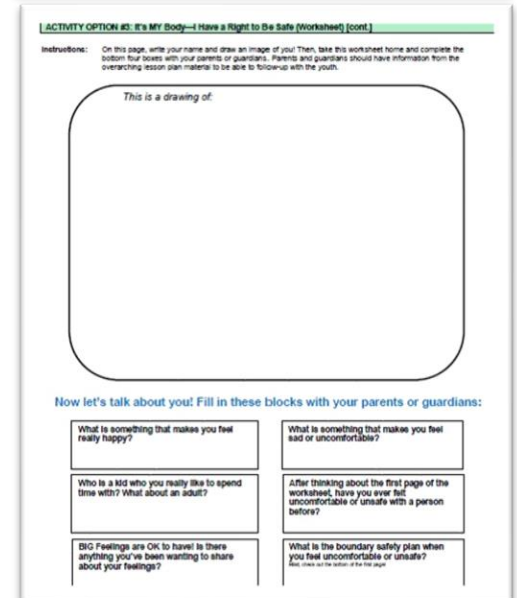 ACTIVITY OPTION #3: It's MY Body—I Have a Right to Be Safe (Worksheet) [cont.]
Instructions: On this page, write your name and draw an image of you! Then, take this worksheet home and complete the
bottom four boxes with your parents or guardians. Parents and guardians should have information from the
overarching lesson plan material to be able to follow-up with the youth.
This is a drawing of:
Now let's talk about you! Fill in these blocks with your parents or guardians:
What is something that makes you feel
really happy?
What is something that makes you feel
sad or uncomfortable?
Who is a kid who you really like to spend
time with? What about an adult?
After thinking about the first page of the
worksheet, have you ever felt
uncomfortable or unsafe with a person
before?
BIG Feelings are OK to have! Is there
anything you've been wanting to share
about your feelings?
What is the boundary safety plan when
you feel uncomfortable or unsafe?
check out the bottom of the first page!